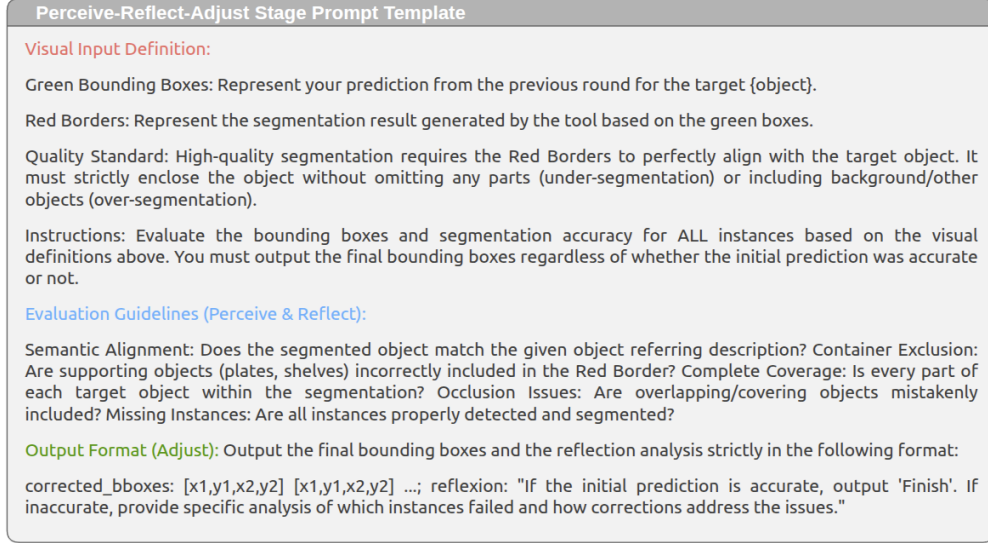 Perceive-Reflect-Adjust Stage Prompt Template
Visual Input Definition:
Green Bounding Boxes: Represent your prediction from the previous round for the target {object}.
Red Borders: Represent the segmentation result generated by the tool based on the green boxes.
Quality Standard: High-quality segmentation requires the Red Borders to perfectly align with the target object. It
must strictly enclose the object without omitting any parts (under-segmentation) or including background/other
objects (over-segmentation).
Instructions: Evaluate the bounding boxes and segmentation accuracy for ALL instances based on the visual
definitions above. You must output the final bounding boxes regardless of whether the initial prediction was accurate
or not.
Evaluation Guidelines (Perceive & Reflect):
Semantic Alignment: Does the segmented object match the given object referring description? Container Exclusion:
Are supporting objects (plates, shelves) incorrectly included in the Red Border? Complete Coverage: Is every part of
each target object within the segmentation? Occlusion Issues: Are overlapping/covering objects mistakenly
included? Missing Instances: Are all instances properly detected and segmented?
Output Format (Adjust): Output the final bounding boxes and the reflection analysis strictly in the following format:
corrected_bboxes: [x1,y1,x2,y2] [x1,y1,x2,y2] ...; reflexion: "If the initial prediction is accurate, output 'Finish'. If
inaccurate, provide specific analysis of which instances failed and how corrections address the issues."